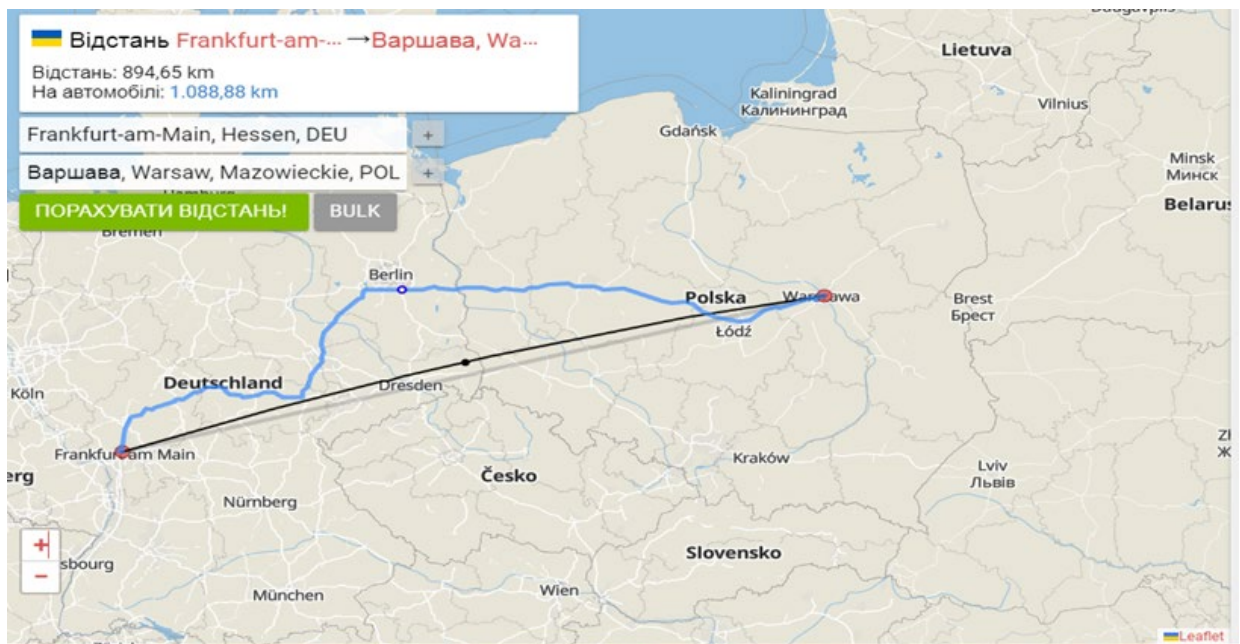 Відстань Frankfurt-am-... →Варшава, Wa...
Відстань: 894,65 km
На автомобілі: 1.088,88 km
Frankfurt-am-Main, Hessen, DEU +
Варшава, Warsaw, Mazowieckie, POL +
ПОРАХУВАТИ ВІДСТАНЬ! BULK
Bremen
Lietuva
Kaliningrad
Калининград
Vilnius
Gdańsk
Minsk
Минск
Belarus
Berlin
Polska
Warszawa
Brest
Брест
Łódź
Köln
Deutschland
Dresden
Frankfurt am Main
Kraków
erg
Česko
Lviv
Львів
Nürnberg
Slovensko
+
sbourg
−
München
Wien
Leaflet